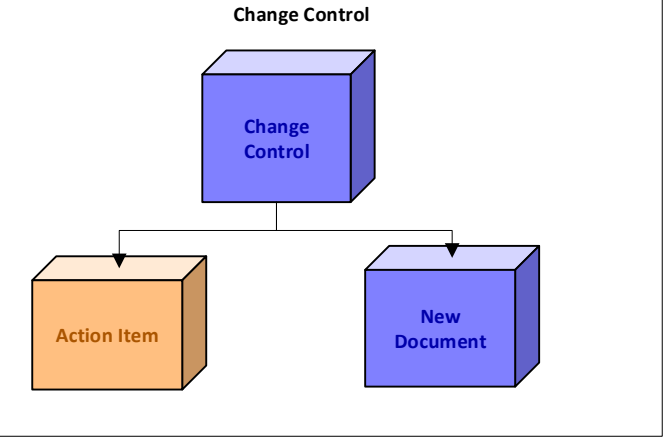 Change Control
Change
Control
Action Item
New
Document